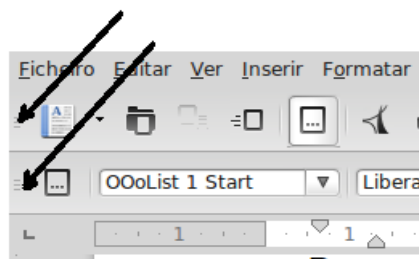 Ficheiro Editar Ver Inserir Formatar
OOoList 1 Start Libera
1 1